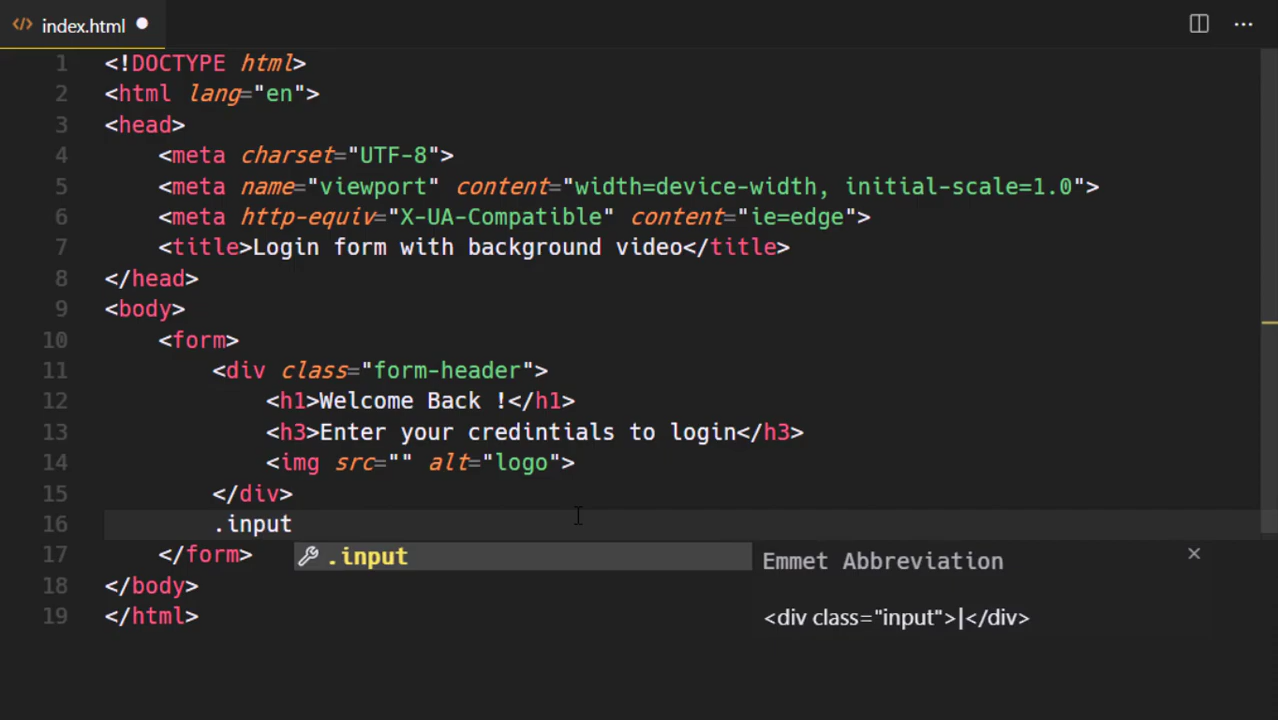 index.html
1 <!DOCTYPE html>
2 <html lang="en">
3 <head>
4 <meta charset="UTF-8">
5 <meta name="viewport" content="width=device-width, initial-scale=1.0">
6 <meta http-equiv="X-UA-Compatible" content="ie=edge">
7 <title>Login form with background video</title>
8 </head>
9 <body>
10 <form>
11 <div class="form-header">
12 <h1>Welcome Back !</h1>
13 <h3>Enter your credintials to login</h3>
14 <img src="" alt="logo">
15 </div>
16 .input
17 </form>
18 </body>
19 </html>
.input
Emmet Abbreviation
<div class="input">|</div>